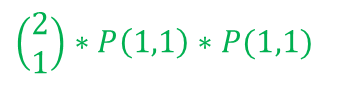 (2 1) * P(1,1) * P(1,1)